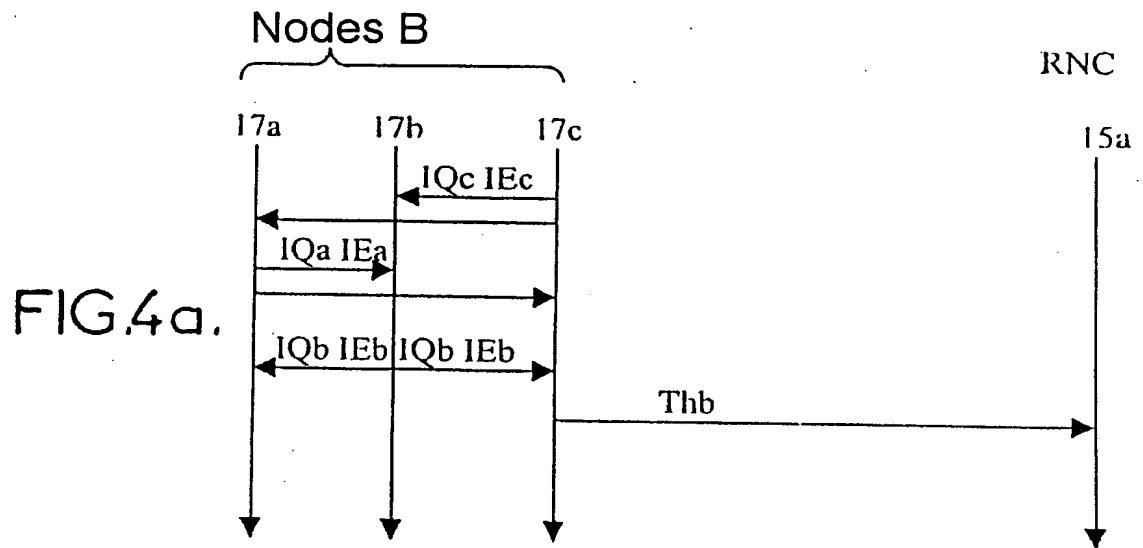 Nodes B
RNC
17a 17b 17c 15a
IQc IEc
IQa IEa
FIG.4a.
IQb IEb IQb IEb
Thb